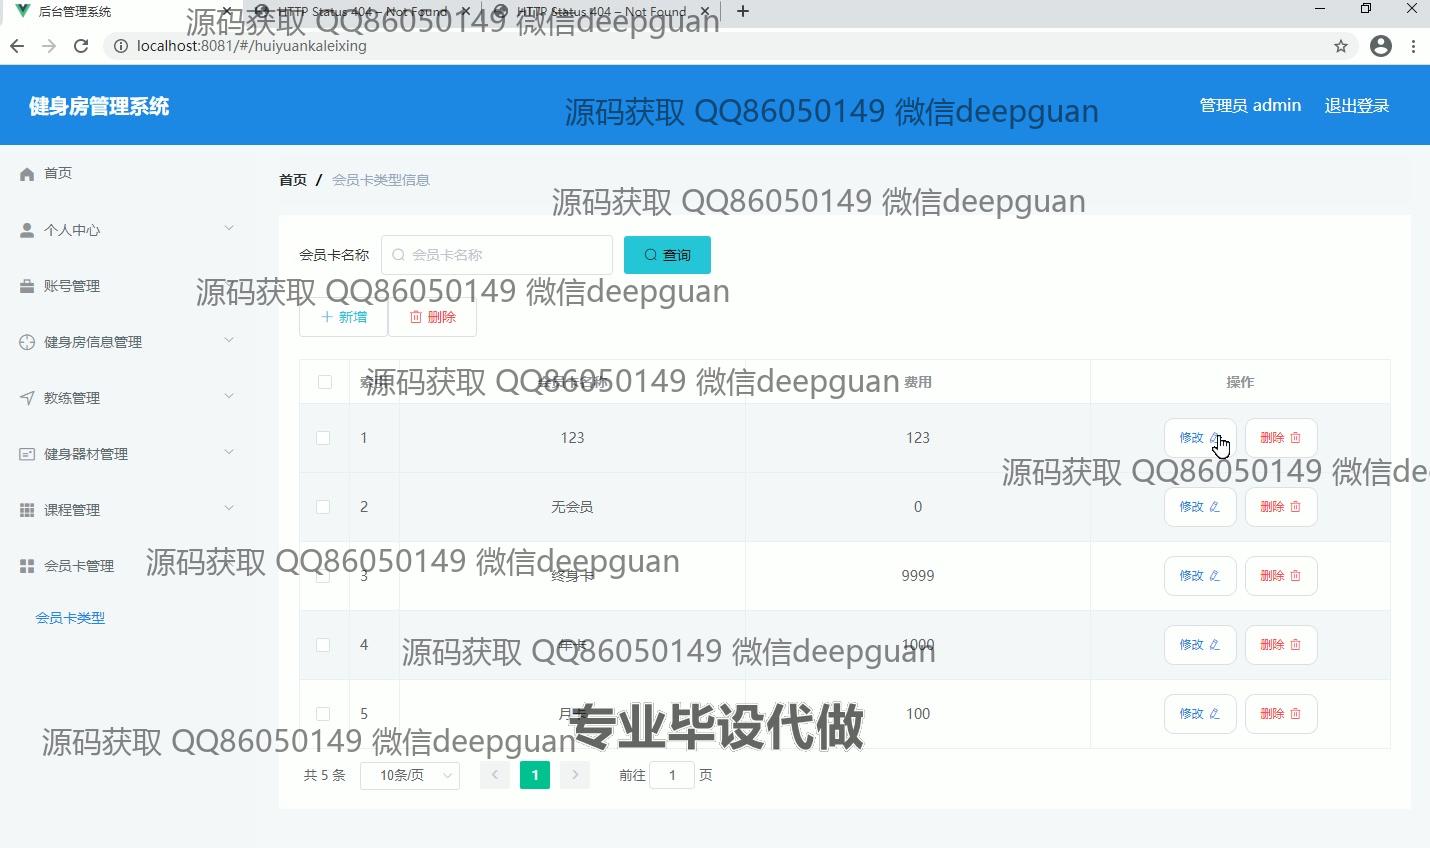 后台管理系统
HTTP Status 404 – Not Found
HTTP Status 404 – Not Found
源码获取 QQ86050149 微信deepguan
localhost:8081/#/huiyuankaleixing
健身房管理系统
源码获取 QQ86050149 微信deepguan
管理员 admin
退出登录
首页
个人中心
账号管理
健身房信息管理
教练管理
健身器材管理
课程管理
会员卡管理
会员卡类型
首页 / 会员卡类型信息
源码获取 QQ86050149 微信deepguan
会员卡名称
会员卡名称
查询
源码获取 QQ86050149 微信deepguan
新增
删除
索引 会员卡名称 费用 操作
源码获取 QQ86050149 微信deepguan
1 123 123 修改 删除
源码获取 QQ86050149 微信de
2 无会员 0 修改 删除
源码获取 QQ86050149 微信deepguan
3 终身卡 9999 修改 删除
4 年卡 1000 修改 删除
源码获取 QQ86050149 微信deepguan
5 月卡 100 修改 删除
专业毕设代做
源码获取 QQ86050149 微信deepguan
共 5 条 10条/页 1 前往 1 页